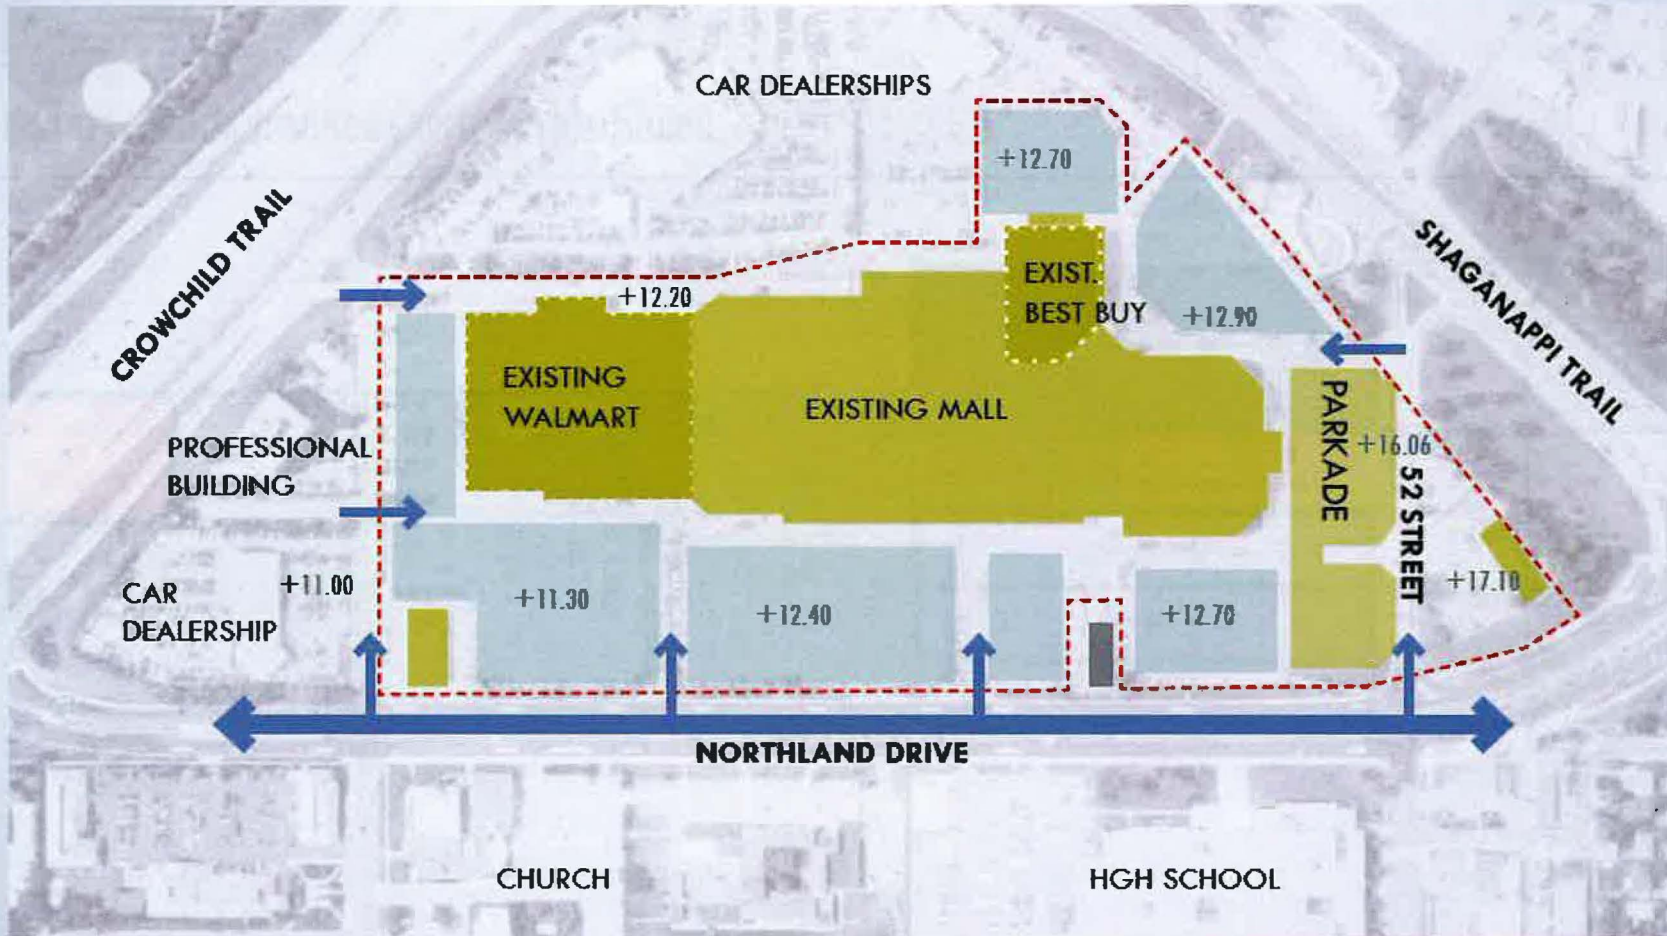 CAR DEALERSHIPS
+12.70
CROWCHILD TRAIL
SHAGANAPPI TRAIL
EXIST.
BEST BUY
+12.20
+12.90
EXISTING
WALMART
EXISTING MALL
PARKADE
+16.06
PROFESSIONAL
BUILDING
52 STREET
CAR
DEALERSHIP
+11.00
+11.30
+12.40
+12.70
+17.10
NORTHLAND DRIVE
CHURCH
HGH SCHOOL